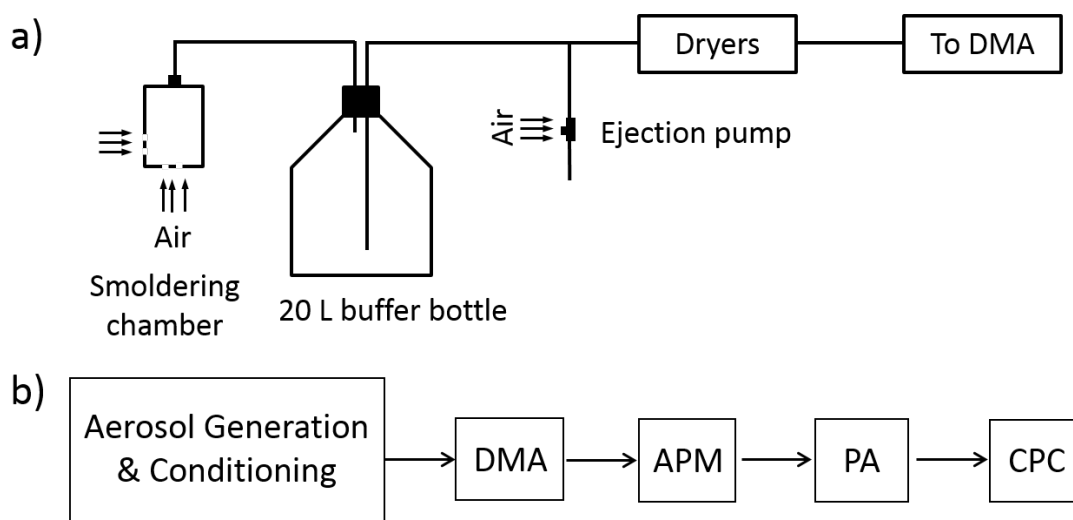 a)
Dryers
To DMA
Air
Ejection pump
Air
Smoldering
chamber
20 L buffer bottle
b)
Aerosol Generation
& Conditioning
DMA
APM
PA
CPC